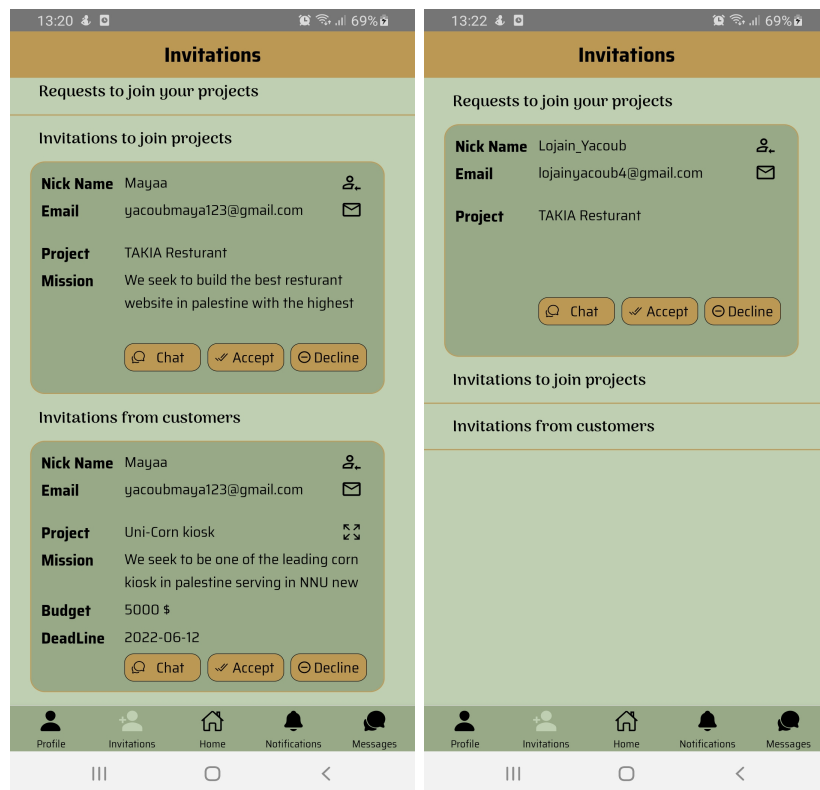 13:20 69%
Invitations
Requests to join your projects
Invitations to join projects
Nick Name Mayaa
Email yacoubmaya123@gmail.com
Project TAKIA Resturant
Mission We seek to build the best resturant
website in palestine with the highest
Chat Accept Decline
Invitations from customers
Nick Name Mayaa
Email yacoubmaya123@gmail.com
Project Uni-Corn kiosk
Mission We seek to be one of the leading corn
kiosk in palestine serving in NNU new
Budget 5000 $
DeadLine 2022-06-12
Chat Accept Decline
Profile Invitations Home Notifications Messages
13:22 69%
Invitations
Requests to join your projects
Nick Name Lojain_Yacoub
Email lojainyacoub4@gmail.com
Project TAKIA Resturant
Chat Accept Decline
Invitations to join projects
Invitations from customers
Profile Invitations Home Notifications Messages